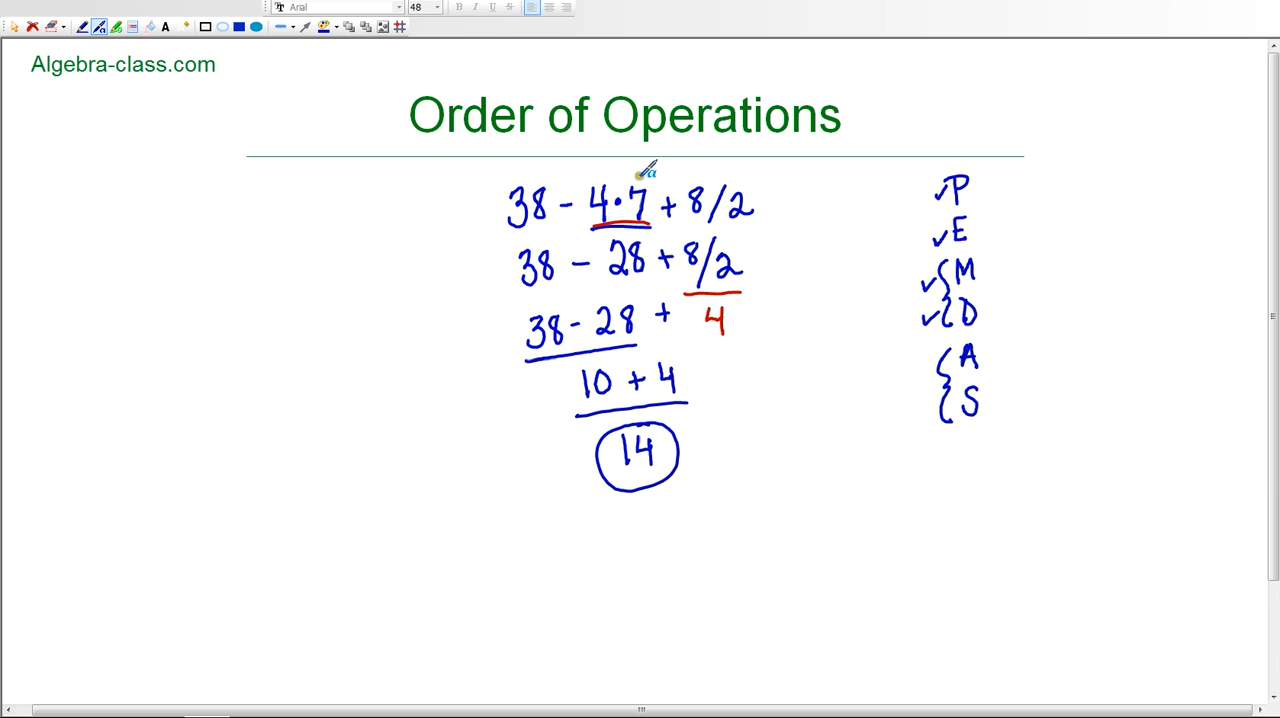 Arial 48 B I U S
Algebra-class.com
Order of Operations
38 - 4·7 + 8/2
38 - 28 + 8/2
38 - 28 + 4
10 + 4
14
P
E
M
D
A
S